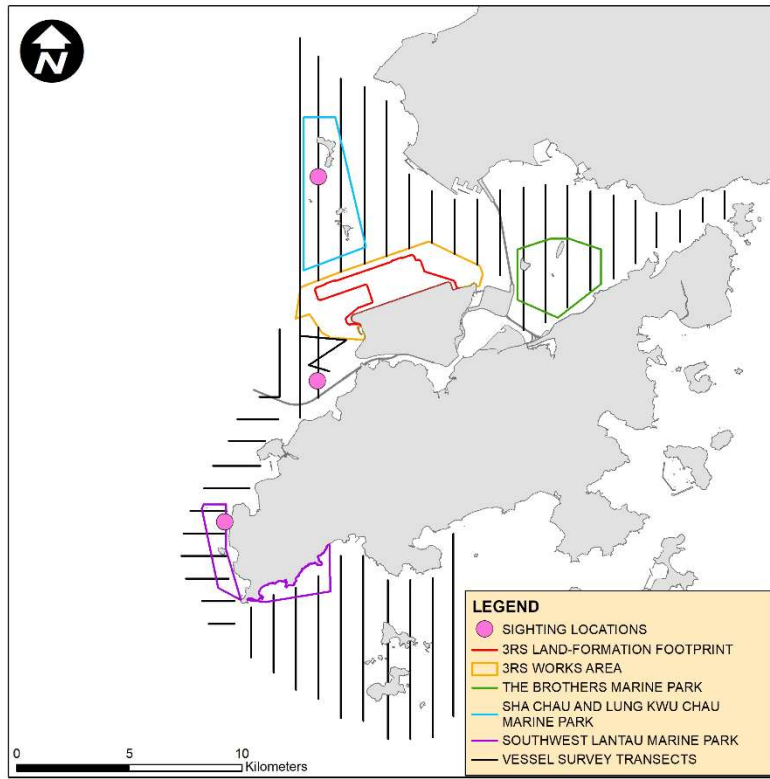 N
LEGEND
SIGHTING LOCATIONS
3RS LAND-FORMATION FOOTPRINT
3RS WORKS AREA
THE BROTHERS MARINE PARK
SHA CHAU AND LUNG KWU CHAU
MARINE PARK
SOUTHWEST LANTAU MARINE PARK
VESSEL SURVEY TRANSECTS
0 5 10
Kilometers